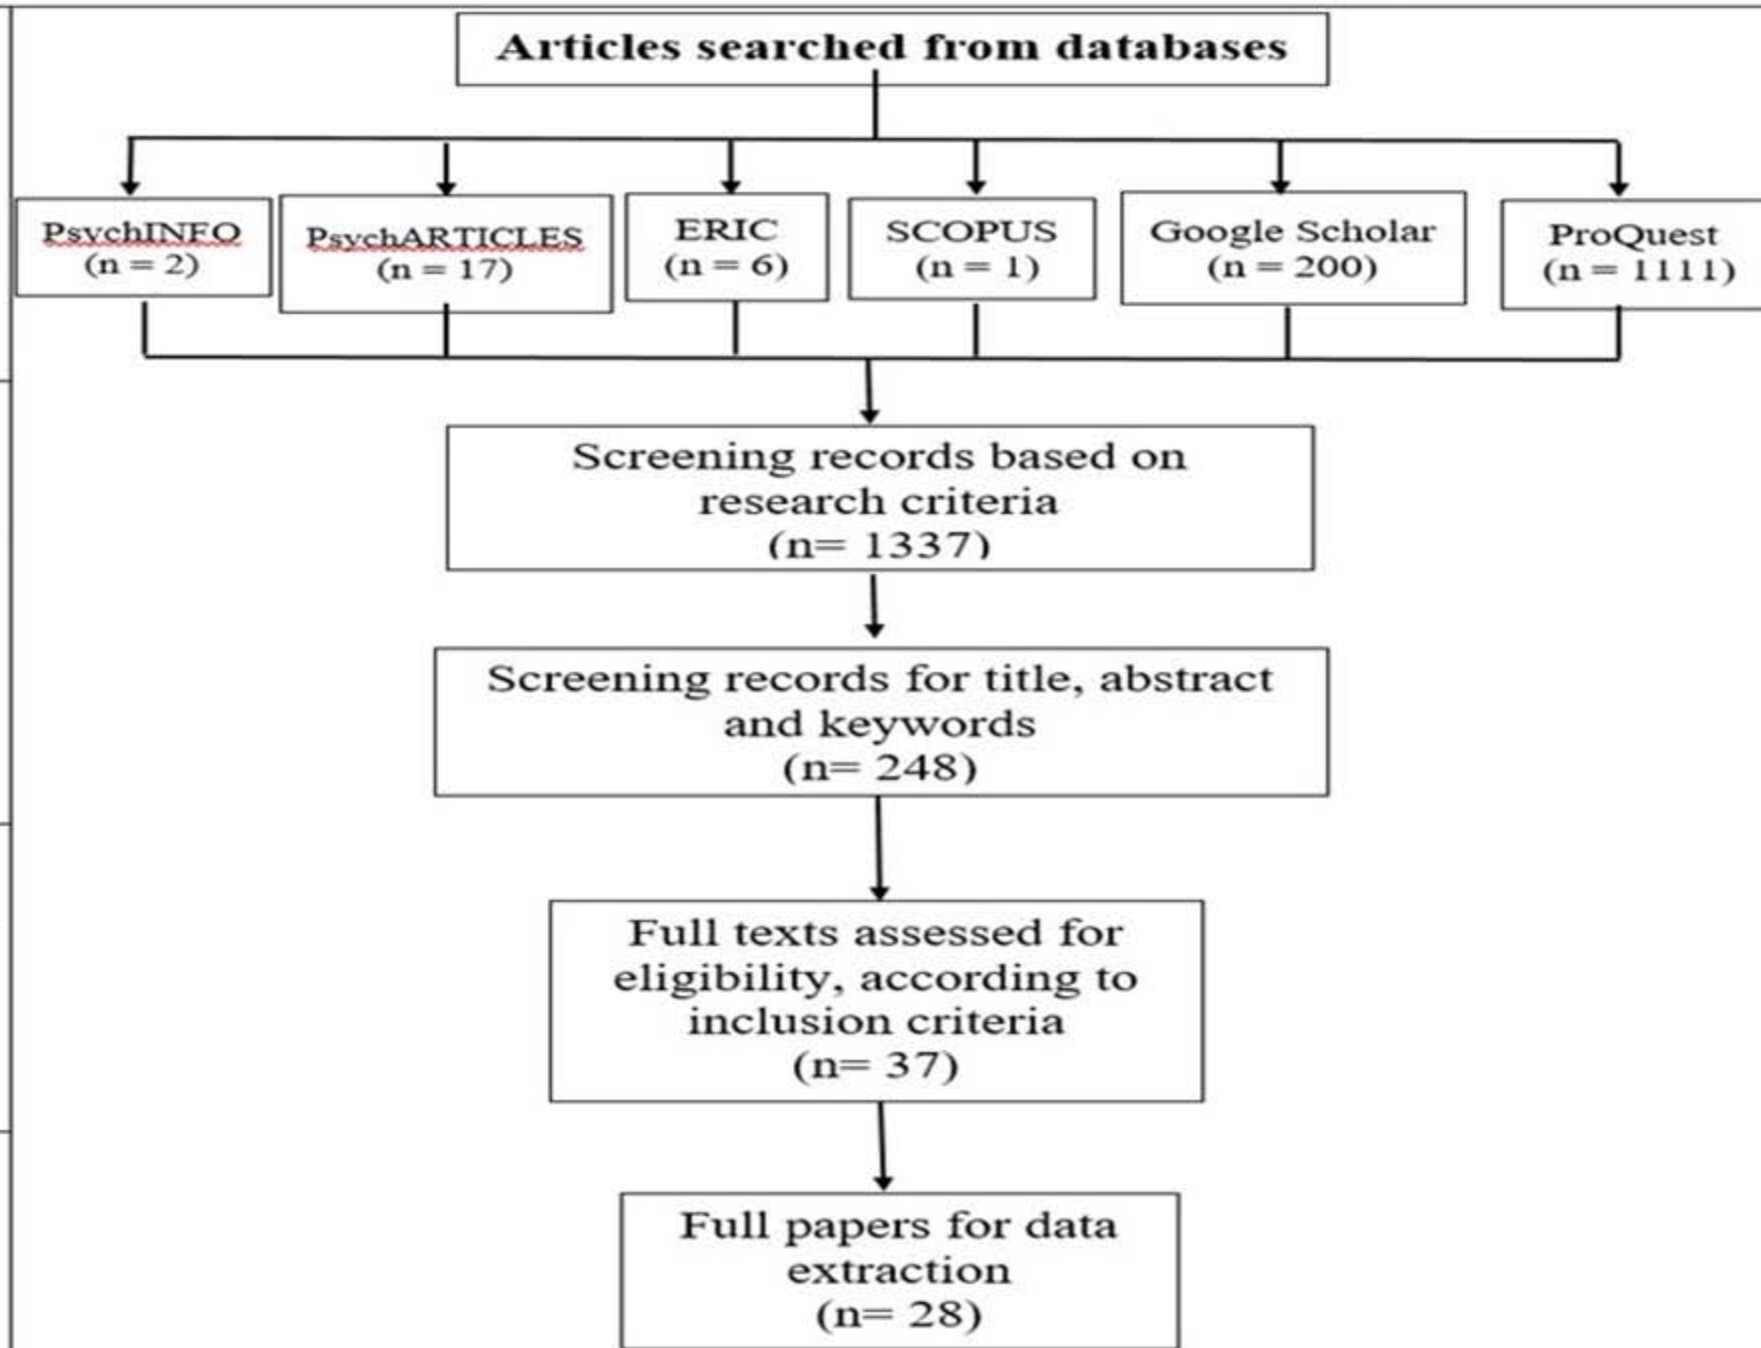 Articles searched from databases
PsychINFO
(n = 2)
PsychARTICLES
(n = 17)
ERIC
(n = 6)
SCOPUS
(n = 1)
Google Scholar
(n = 200)
ProQuest
(n = 1111)
Screening records based on
research criteria
(n= 1337)
Screening records for title, abstract
and keywords
(n= 248)
Full texts assessed for
eligibility, according to
inclusion criteria
(n= 37)
Full papers for data
extraction
(n= 28)